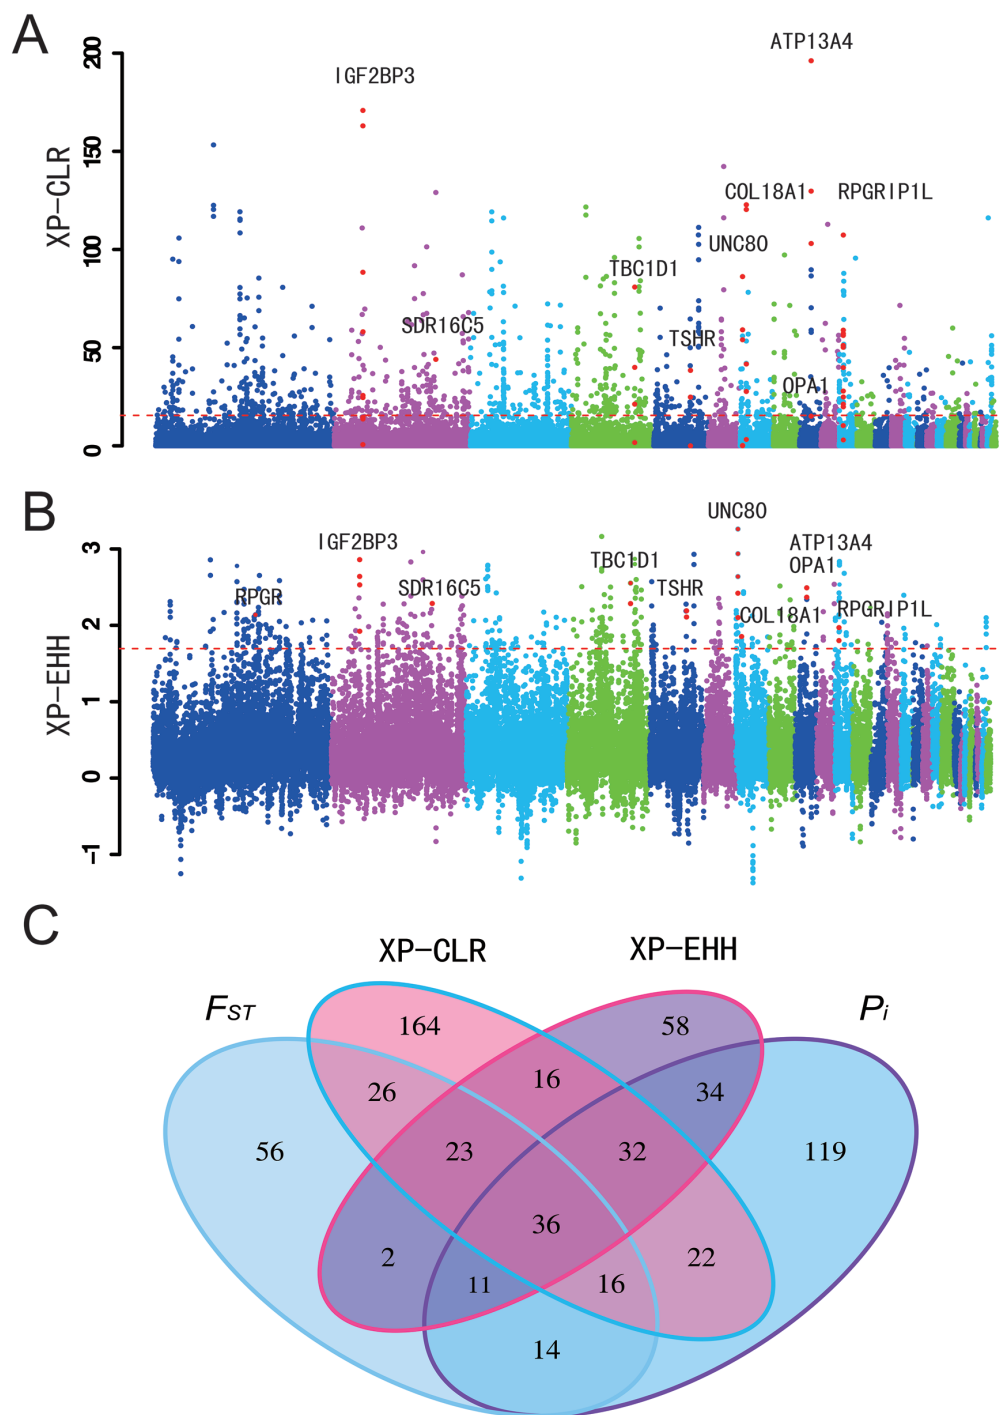 A
XP-CLR
200
150
100
50
0
ATP13A4
IGF2BP3
COL18A1
RPGRIP1L
UNC80
TBC1D1
SDR16C5
TSHR
OPA1
B
XP-EHH
3
2
1
0
-1
UNC80
IGF2BP3
ATP13A4
TBC1D1
OPA1
SDR16C5
TSHR
RPGR
COL18A1
RPGRIP1L
C
XP-CLR
XP-EHH
FST
Pi
164
58
26
16
34
56
23
32
119
36
2
22
11
16
14